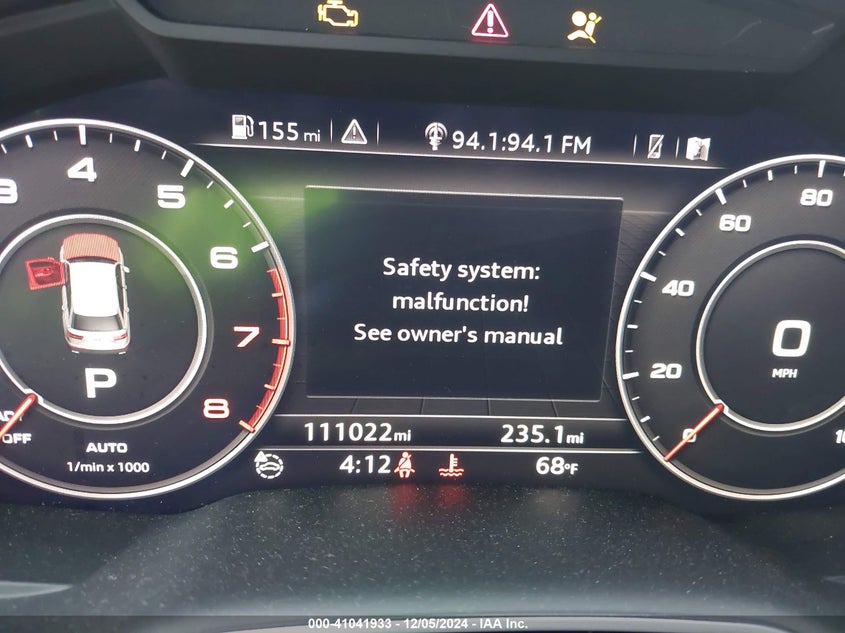 155 mi
94.1:94.1 FM
3 4 5 6 7 8
Safety system:
malfunction!
See owner's manual
P
OFF
AUTO
1/min x 1000
0 20 40 60 80
0
MPH
111022mi
235.1mi
4:12
68°F
000-41041933 - 12/05/2024 - IAA Inc.